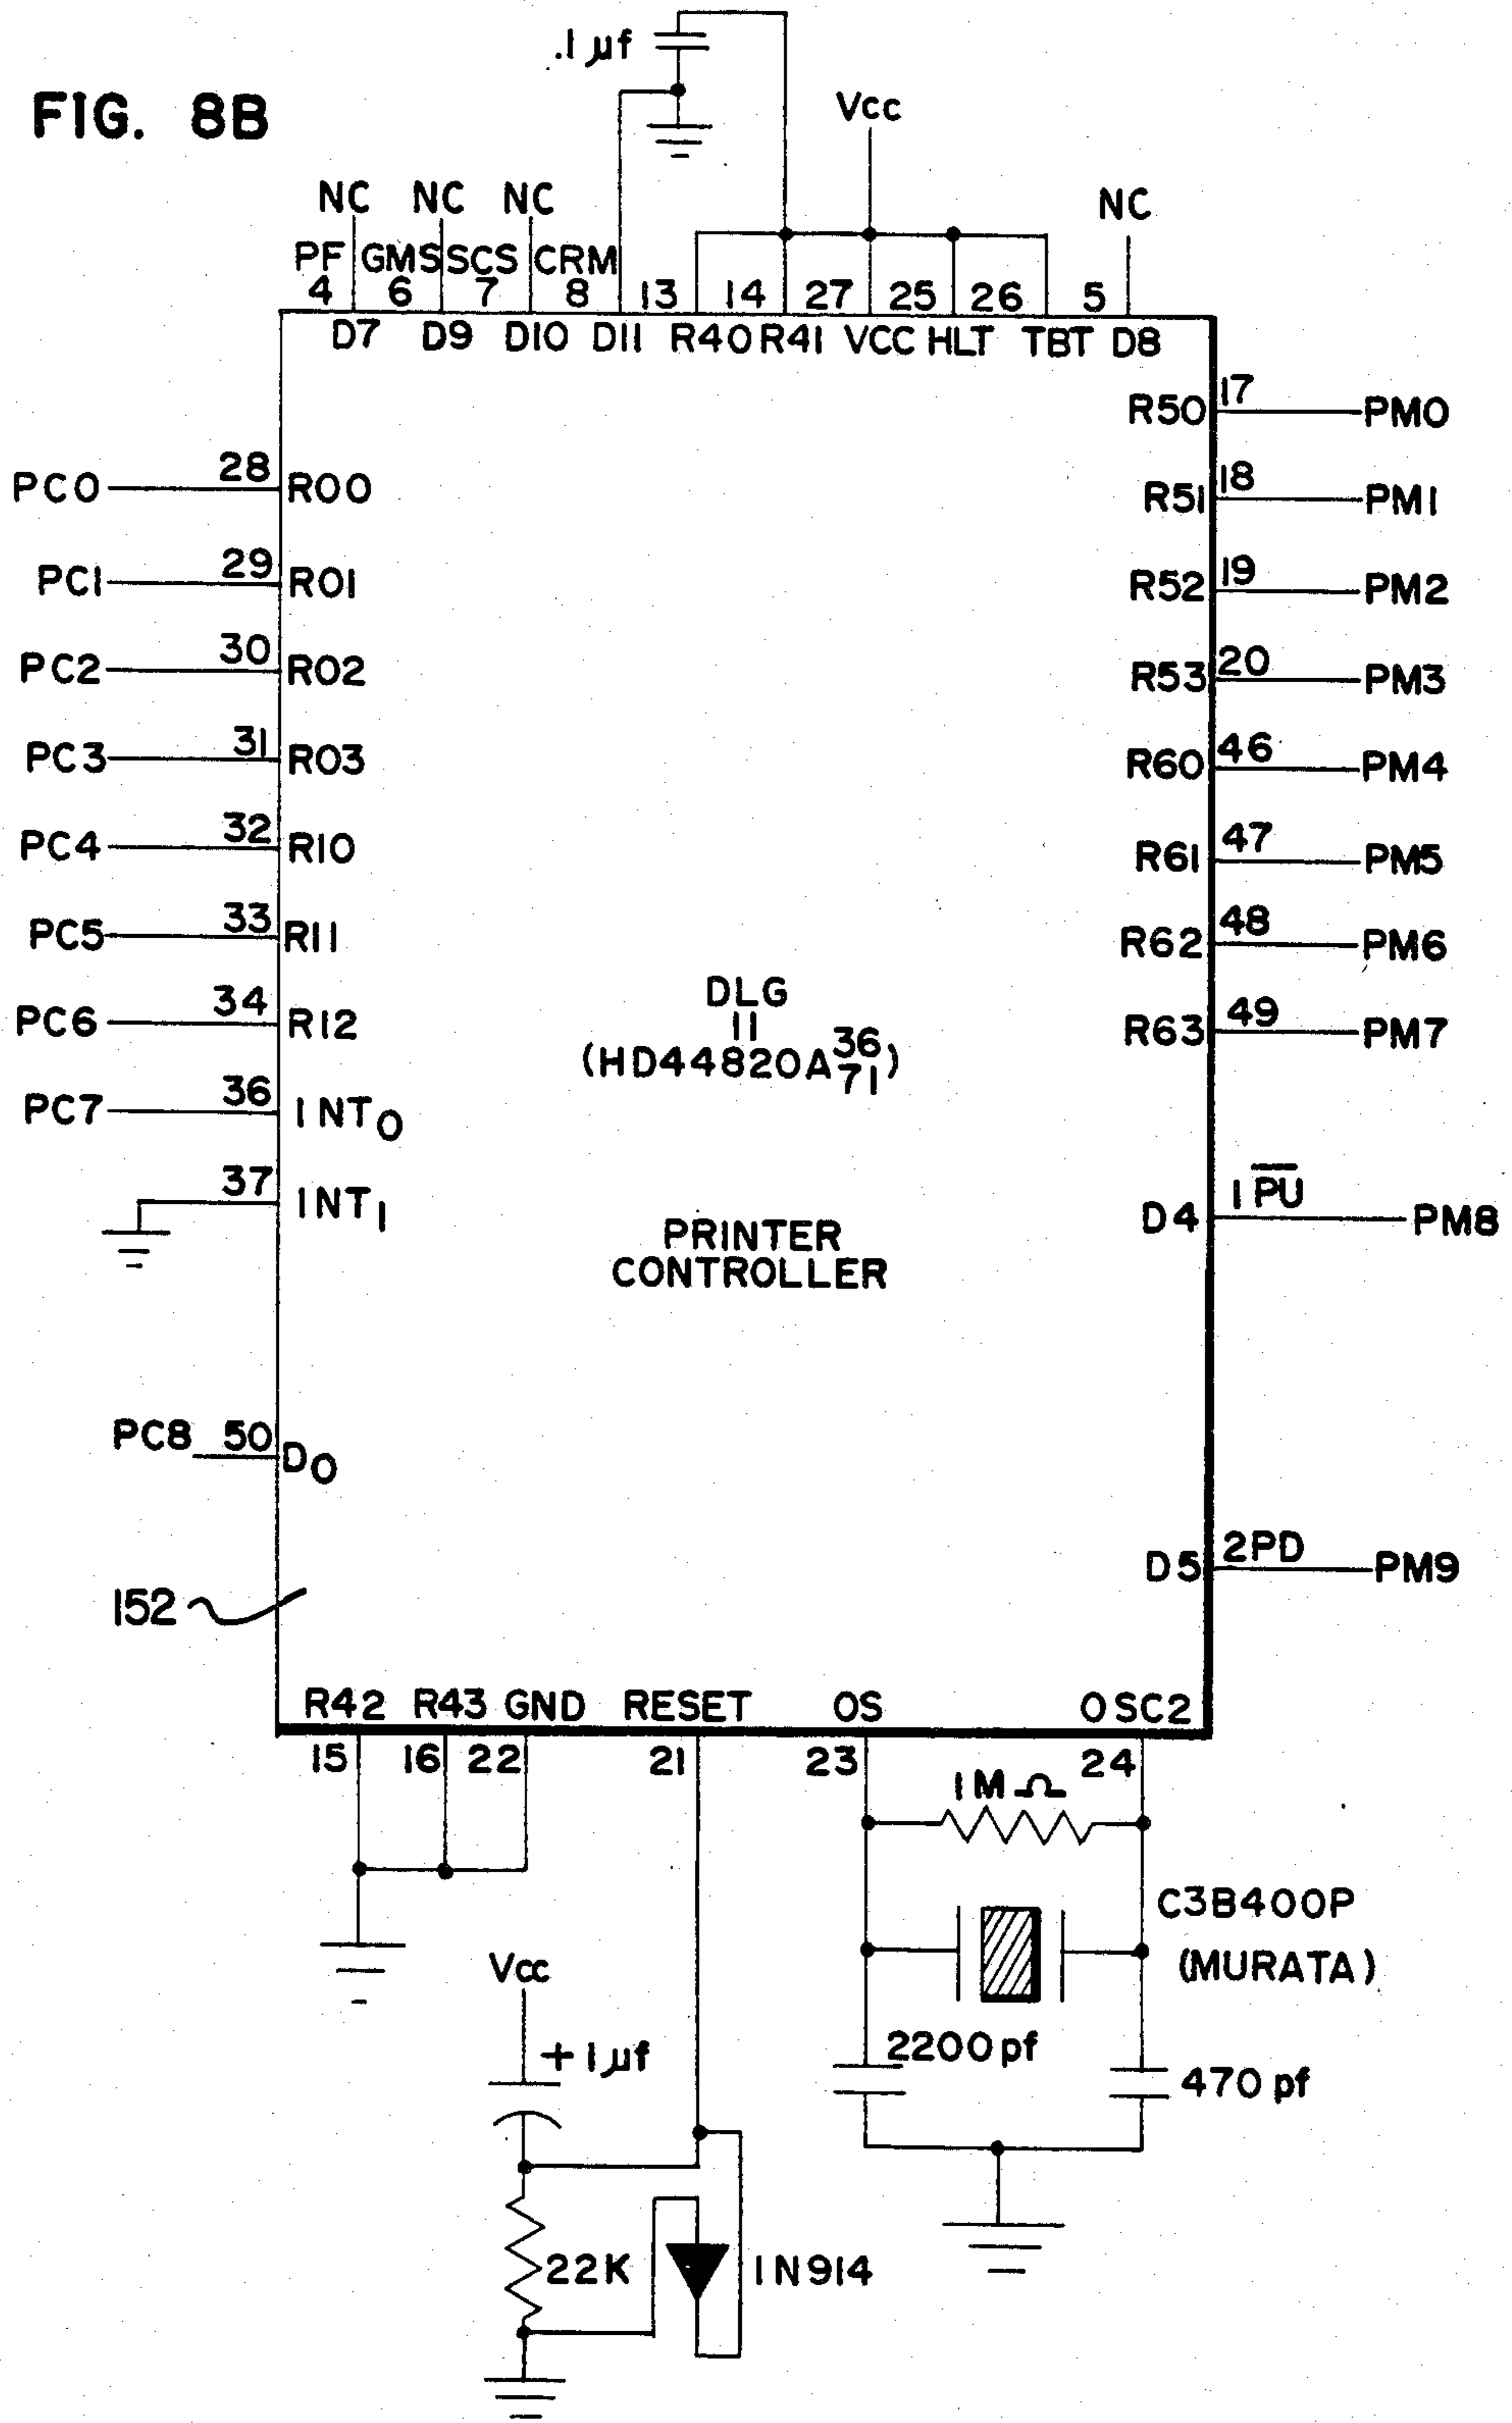 FIG. 8B
.1 µf
Vcc
NC NC NC NC
PF GMS SCS CRM
4 6 7 8 13 14 27 25 26 5
D7 D9 D10 D11 R40 R41 VCC HLT TBT D8
R50 17 PM0
PC0 28 R00
R51 18 PM1
PC1 29 R01
R52 19 PM2
PC2 30 R02
R53 20 PM3
PC3 31 R03
R60 46 PM4
PC4 32 R10
R61 47 PM5
PC5 33 R11
R62 48 PM6
PC6 34 R12
R63 49 PM7
DLG
11
(HD44820A36
71)
PC7 36 INT0
37 INT1
D4 1 P̅U̅ PM8
PRINTER
CONTROLLER
PC8 50 D0
D5 2PD PM9
152
R42 R43 GND RESET OS OSC2
15 16 22 21 23 24
1MΩ
C3B400P
(MURATA)
Vcc
+1µf
2200pf
470pf
22K
1N914